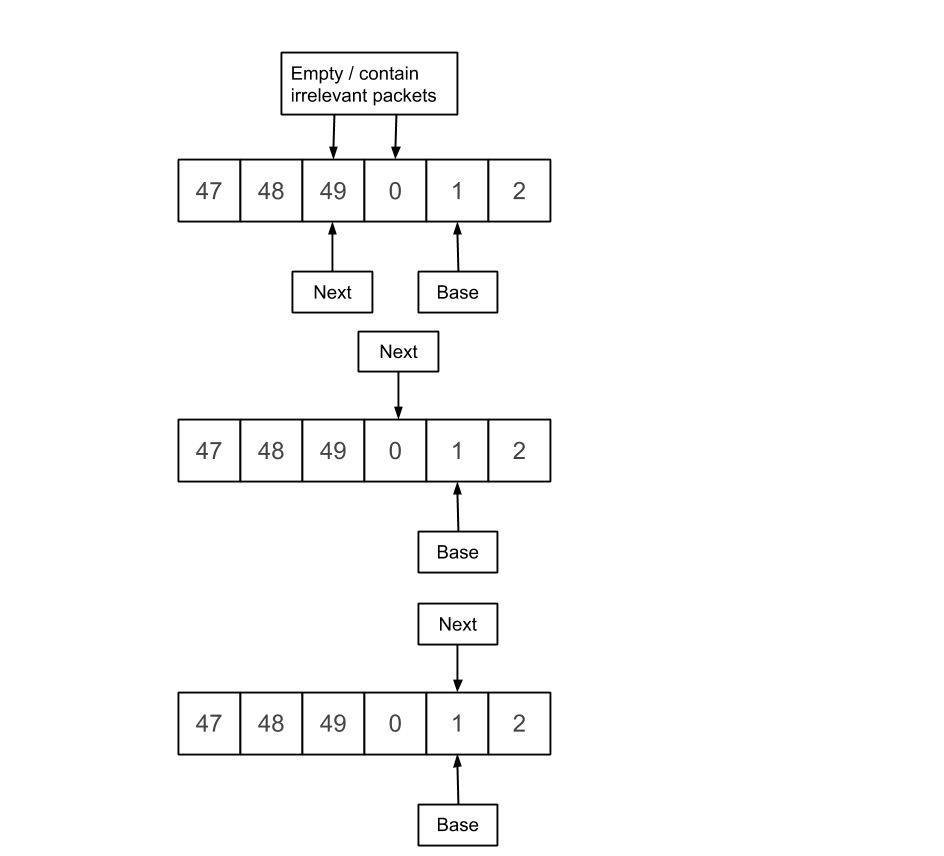 Empty / contain
irrelevant packets
47 48 49 0 1 2
Next Base
Next
47 48 49 0 1 2
Base
Next
47 48 49 0 1 2
Base